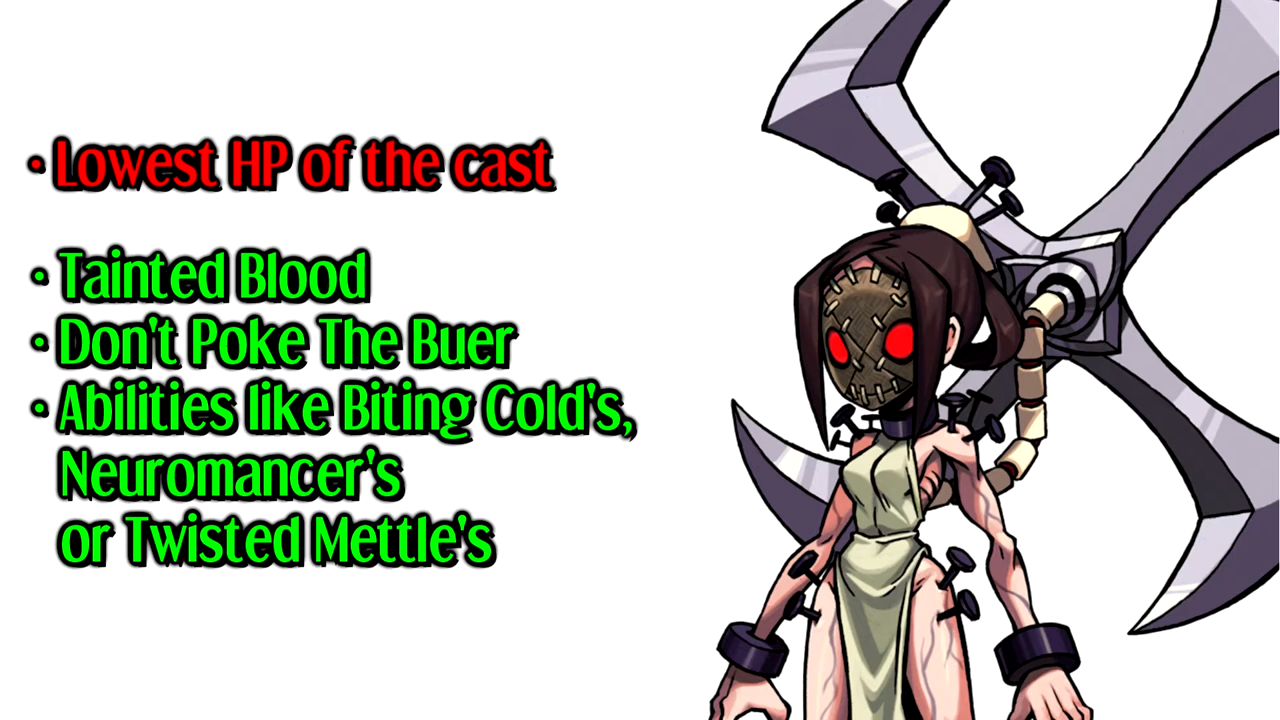 • Lowest HP of the cast
• Tainted Blood
• Don't Poke The Buer
• Abilities like Biting Cold's,
Neuromancer's
or Twisted Mettle's